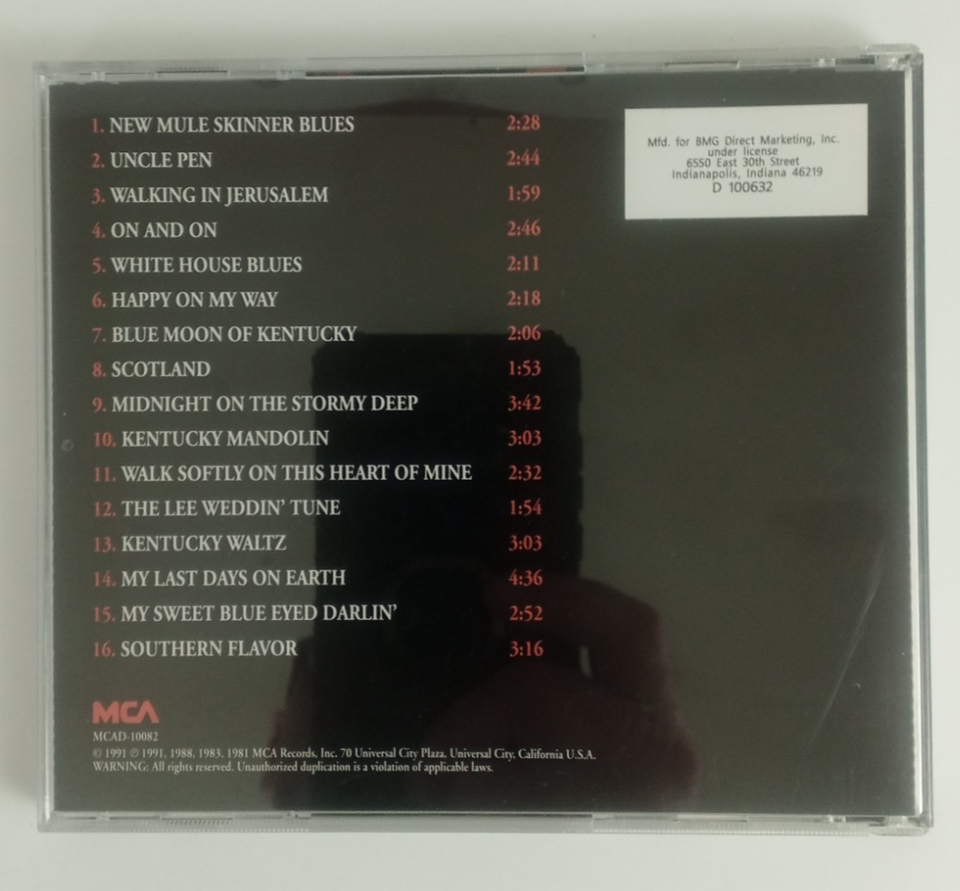 1. NEW MULE SKINNER BLUES 2:28
2. UNCLE PEN 2:44
3. WALKING IN JERUSALEM 1:59
4. ON AND ON 2:46
5. WHITE HOUSE BLUES 2:11
6. HAPPY ON MY WAY 2:18
7. BLUE MOON OF KENTUCKY 2:06
8. SCOTLAND 1:53
9. MIDNIGHT ON THE STORMY DEEP 3:42
10. KENTUCKY MANDOLIN 3:03
11. WALK SOFTLY ON THIS HEART OF MINE 2:32
12. THE LEE WEDDIN' TUNE 1:54
13. KENTUCKY WALTZ 3:03
14. MY LAST DAYS ON EARTH 4:36
15. MY SWEET BLUE EYED DARLIN' 2:52
16. SOUTHERN FLAVOR 3:16
Mfd. for BMG Direct Marketing, Inc.
under license
6550 East 30th Street
Indianapolis, Indiana 46219
D 100632
MCA
MCAD-10082
© 1991 ℗ 1991, 1988, 1983, 1981 MCA Records, Inc. 70 Universal City Plaza, Universal City, California U.S.A.
WARNING: All rights reserved. Unauthorized duplication is a violation of applicable laws.